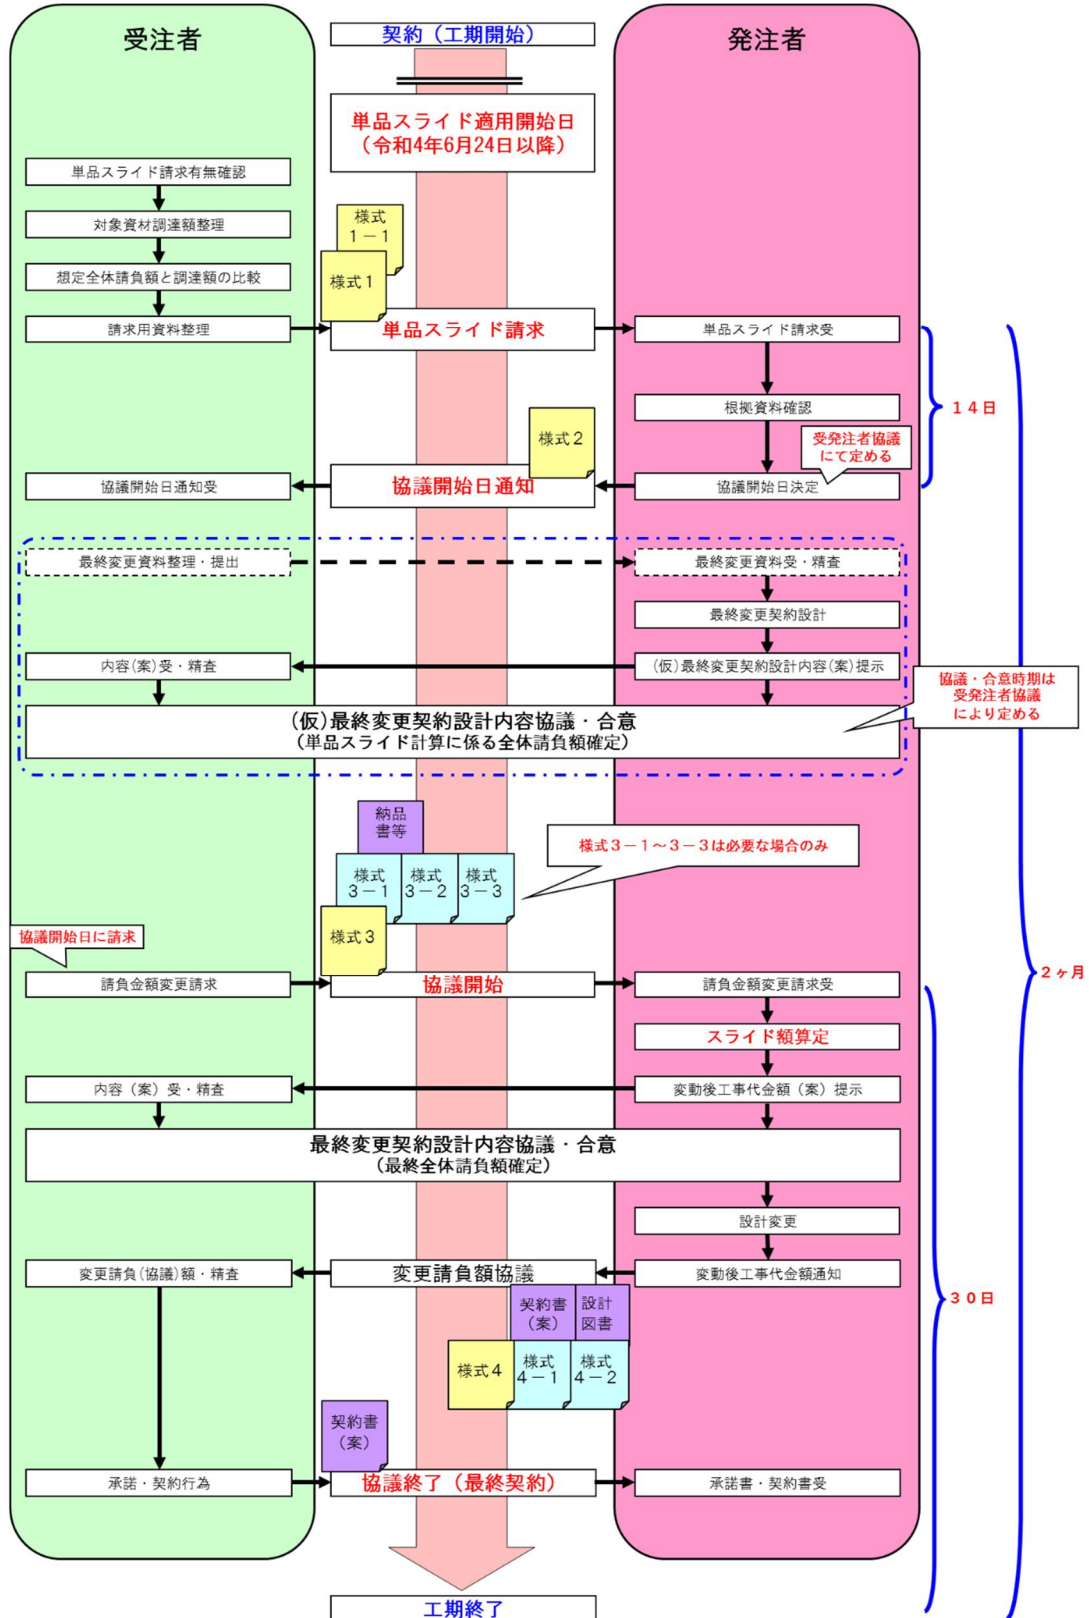 受注者
契約（工期開始）
発注者
単品スライド適用開始日
（令和4年6月24日以降）
単品スライド請求有無確認
対象資材調達額整理
想定全体請負額と調達額の比較
請求用資料整理
様式
１－１
様式１
単品スライド請求
単品スライド請求受
１４日
根拠資料確認
受発注者協議
にて定める
様式２
協議開始日通知受
協議開始日通知
協議開始日決定
最終変更資料整理・提出
最終変更資料受・精査
最終変更契約設計
内容(案)受・精査
(仮)最終変更契約設計内容(案)提示
協議・合意時期は
受発注者協議
により定める
(仮)最終変更契約設計内容協議・合意
（単品スライド計算に係る全体請負額確定）
納品
書等
様式３－１～３－３は必要な場合のみ
様式
３－１
様式
３－２
様式
３－３
様式３
協議開始日に請求
請負金額変更請求
協議開始
請負金額変更請求受
２ヶ月
スライド額算定
内容（案）受・精査
変動後工事代金額（案）提示
最終変更契約設計内容協議・合意
（最終全体請負額確定）
設計変更
変更請負(協議)額・精査
変更請負額協議
変動後工事代金額通知
３０日
契約書
（案）
設計
図書
様式４
様式
４－１
様式
４－２
契約書
（案）
承諾・契約行為
協議終了（最終契約）
承諾書・契約書受
工期終了